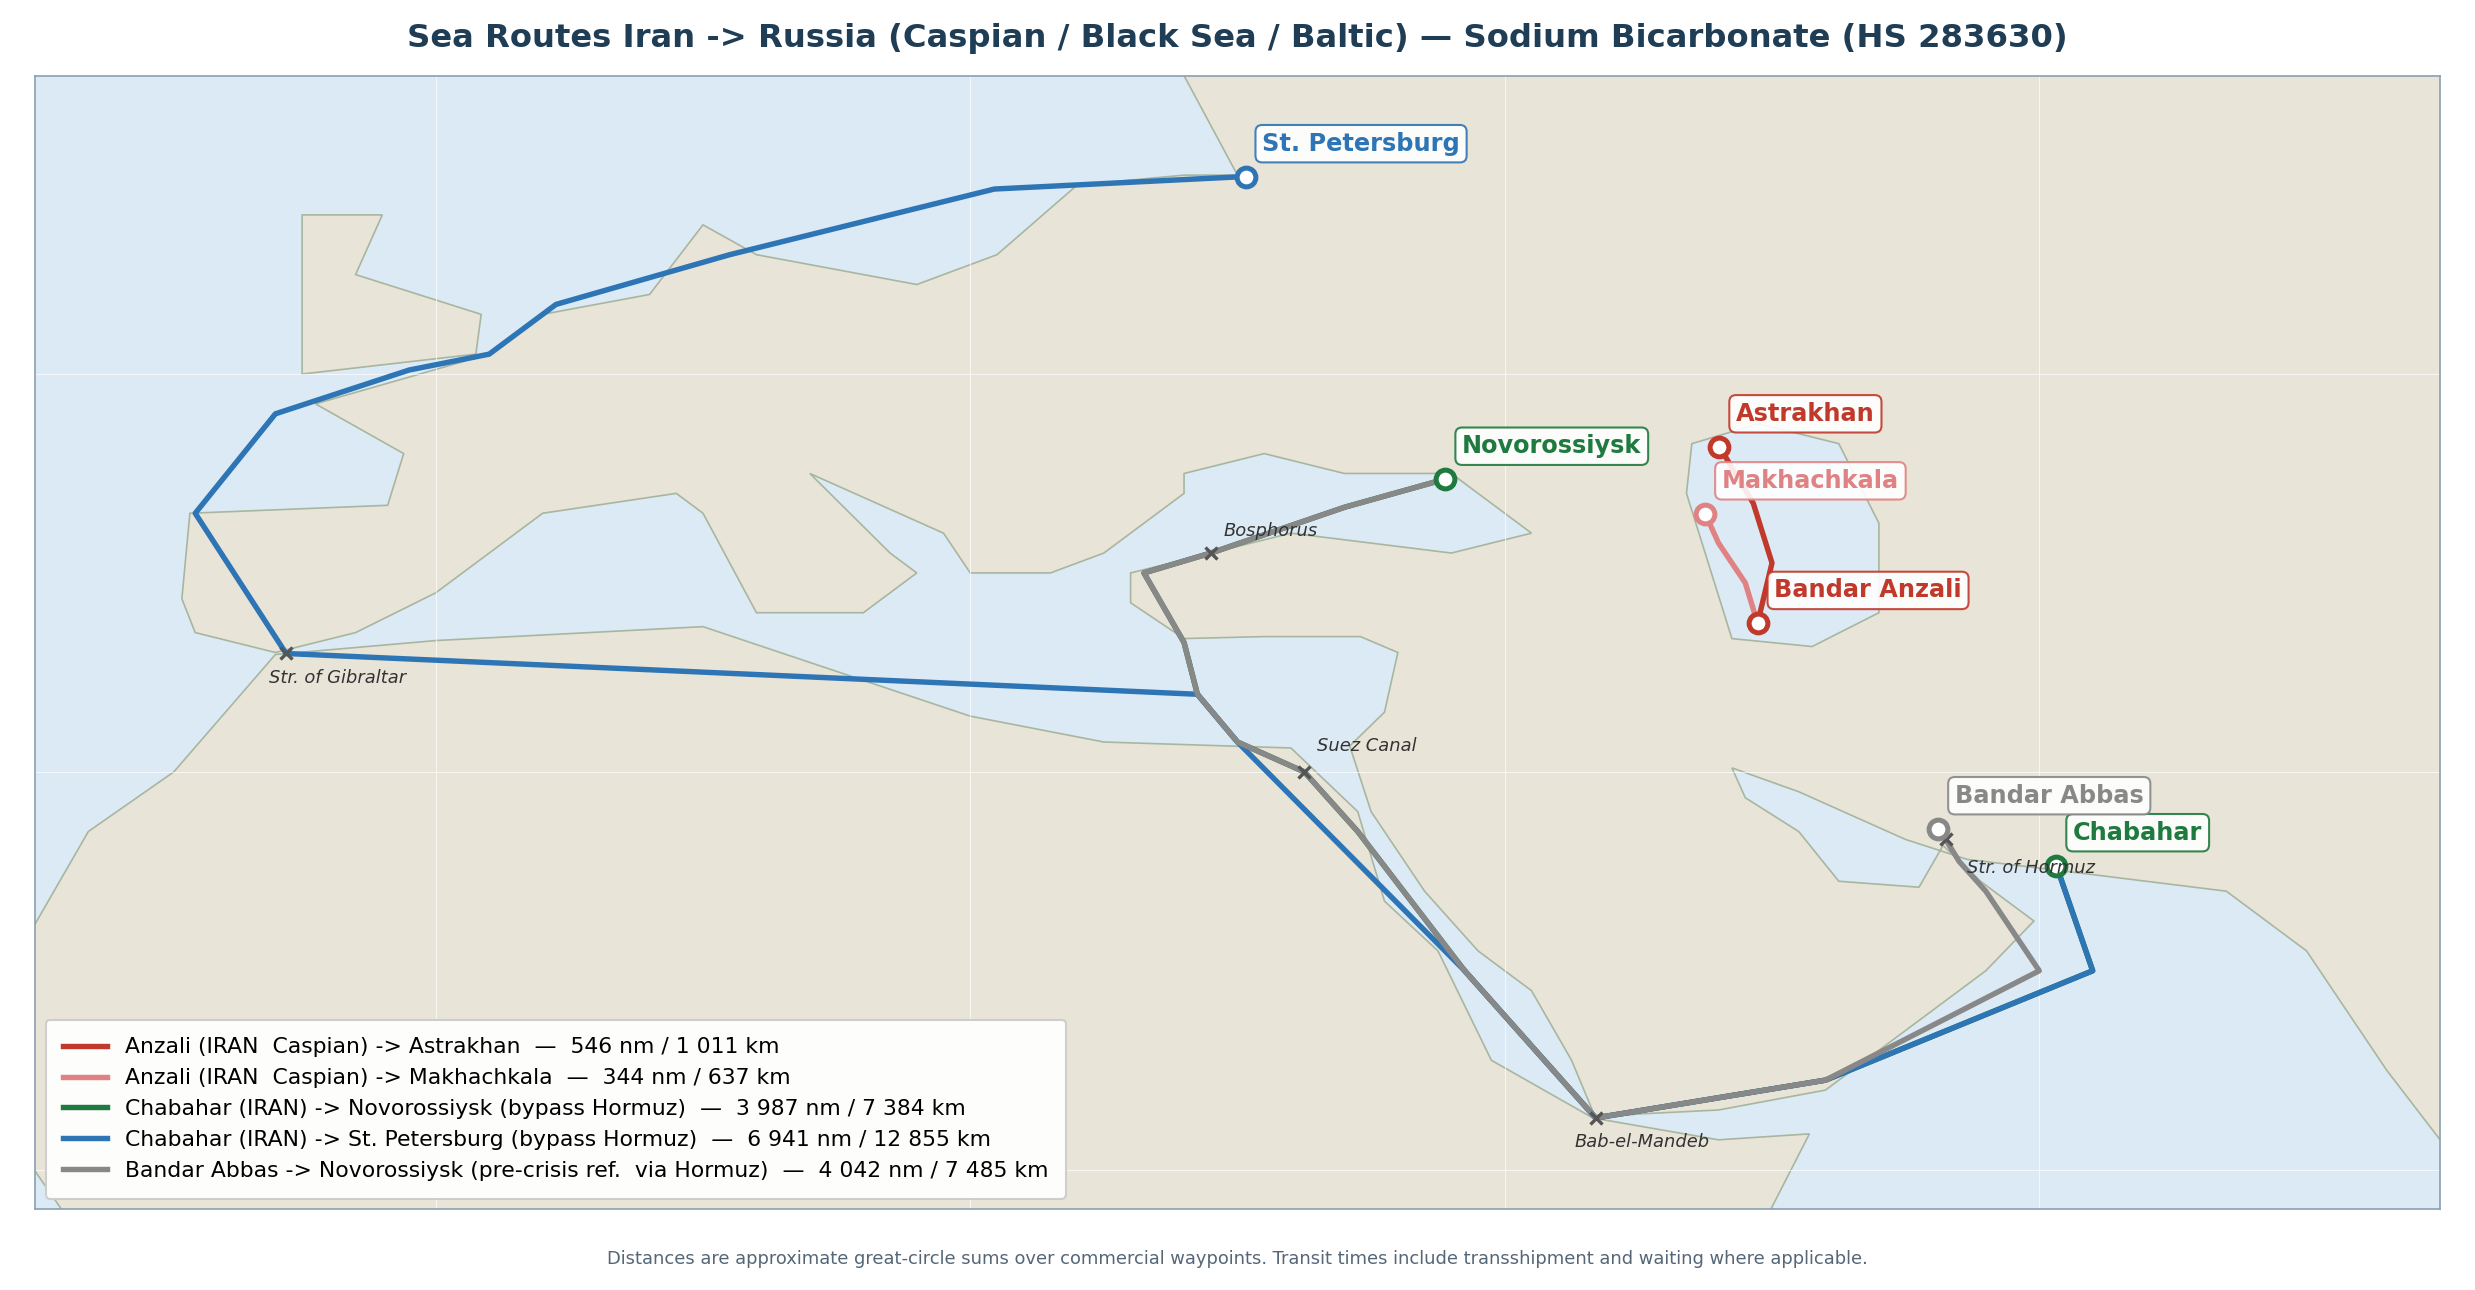 Sea Routes Iran -> Russia (Caspian / Black Sea / Baltic) — Sodium Bicarbonate (HS 283630)
St. Petersburg
Astrakhan
Novorossiysk
Makhachkala
Bosphorus
Bandar Anzali
Str. of Gibraltar
Suez Canal
Bandar Abbas
Chabahar
Str. of Hormuz
Bab-el-Mandeb
Anzali (IRAN  Caspian) -> Astrakhan  —  546 nm / 1 011 km
Anzali (IRAN  Caspian) -> Makhachkala  —  344 nm / 637 km
Chabahar (IRAN) -> Novorossiysk (bypass Hormuz)  —  3 987 nm / 7 384 km
Chabahar (IRAN) -> St. Petersburg (bypass Hormuz)  —  6 941 nm / 12 855 km
Bandar Abbas -> Novorossiysk (pre-crisis ref.  via Hormuz)  —  4 042 nm / 7 485 km
Distances are approximate great-circle sums over commercial waypoints. Transit times include transshipment and waiting where applicable.